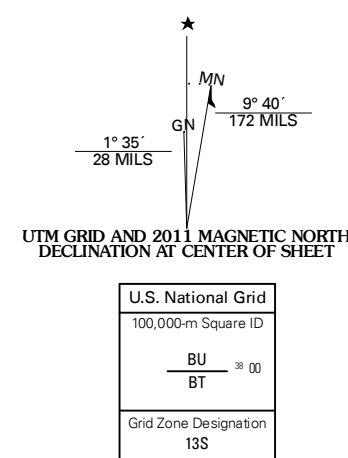 MN
9° 40´
172 MILS
GN
1° 35´
28 MILS
UTM GRID AND 2011 MAGNETIC NORTH
DECLINATION AT CENTER OF SHEET
U.S. National Grid
100,000-m Square ID
BU
38 00
BT
Grid Zone Designation
13S